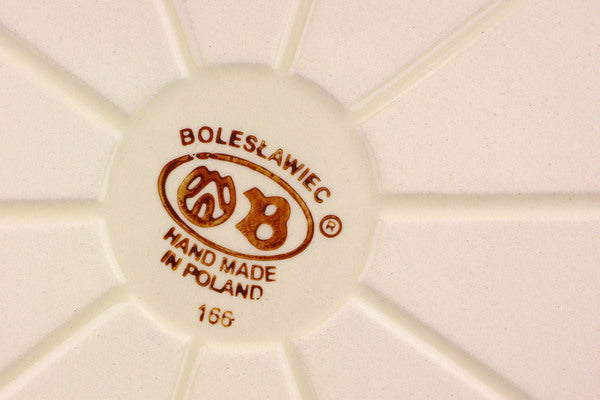 BOLESŁAWIEC
B ®
HAND MADE
IN POLAND
166